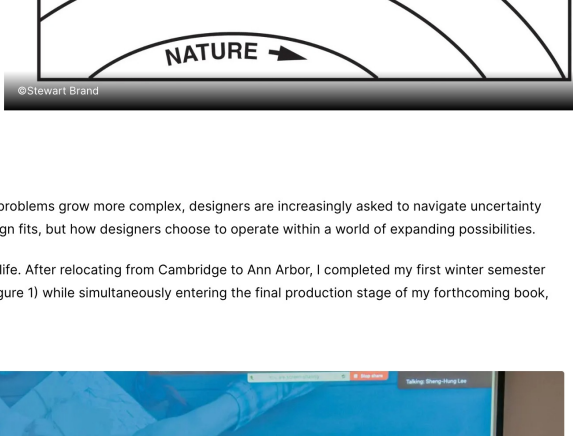 NATURE
©Stewart Brand
problems grow more complex, designers are increasingly asked to navigate uncertainty
gn fits, but how designers choose to operate within a world of expanding possibilities.
life. After relocating from Cambridge to Ann Arbor, I completed my first winter semester
gure 1) while simultaneously entering the final production stage of my forthcoming book,
Stop share
Talking: Sheng-Hung Lee